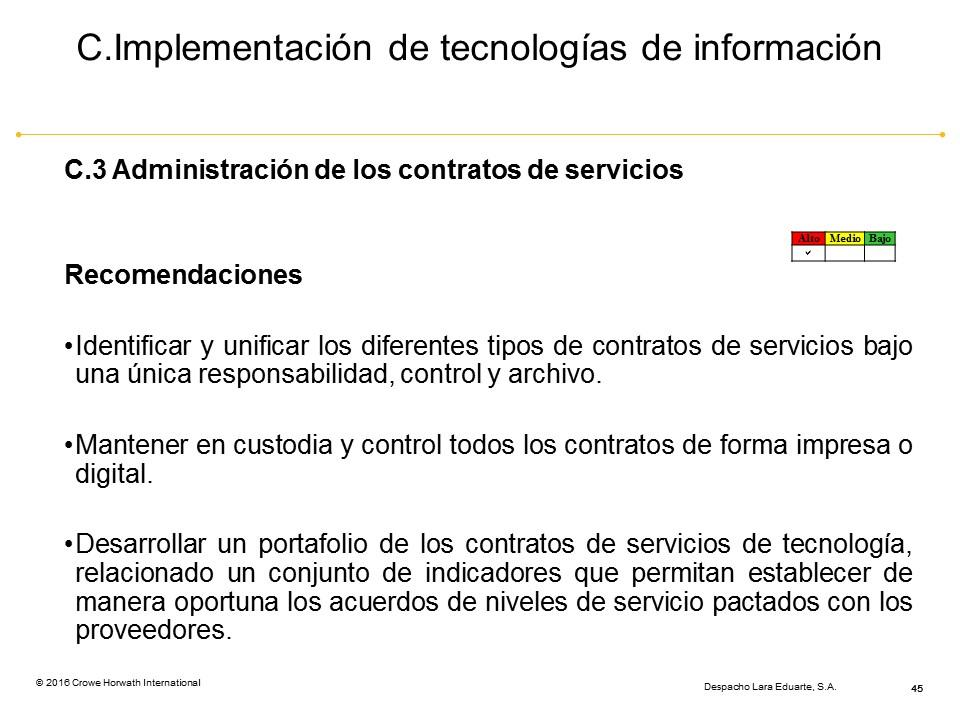 C.Implementación de tecnologías de información
C.3 Administración de los contratos de servicios
Alto Medio Bajo
✓
Recomendaciones
•Identificar y unificar los diferentes tipos de contratos de servicios bajo
una única responsabilidad, control y archivo.
•Mantener en custodia y control todos los contratos de forma impresa o
digital.
•Desarrollar un portafolio de los contratos de servicios de tecnología,
relacionado un conjunto de indicadores que permitan establecer de
manera oportuna los acuerdos de niveles de servicio pactados con los
proveedores.
© 2016 Crowe Horwath International
Despacho Lara Eduarte, S.A.
45